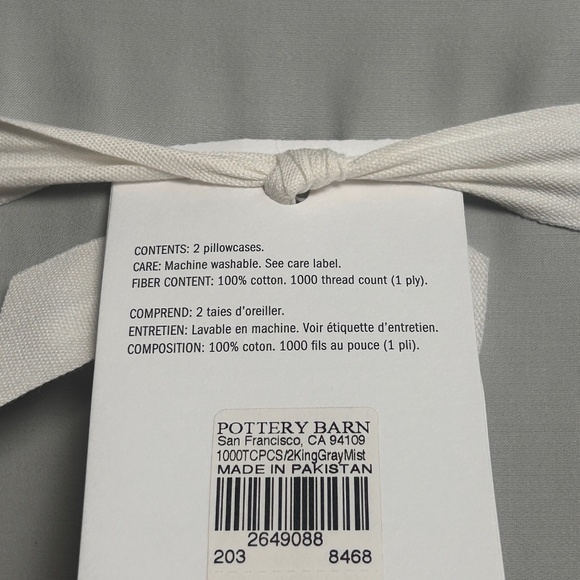 CONTENTS: 2 pillowcases.
CARE: Machine washable. See care label.
FIBER CONTENT: 100% cotton. 1000 thread count (1 ply).
COMPREND: 2 taies d'oreiller.
ENTRETIEN: Lavable en machine. Voir étiquette d'entretien.
COMPOSITION: 100% coton. 1000 fils au pouce (1 pli).
POTTERY BARN
San Francisco, CA 94109
1000TCPCS/2KingGrayMist
MADE IN PAKISTAN
2649088
203 8468